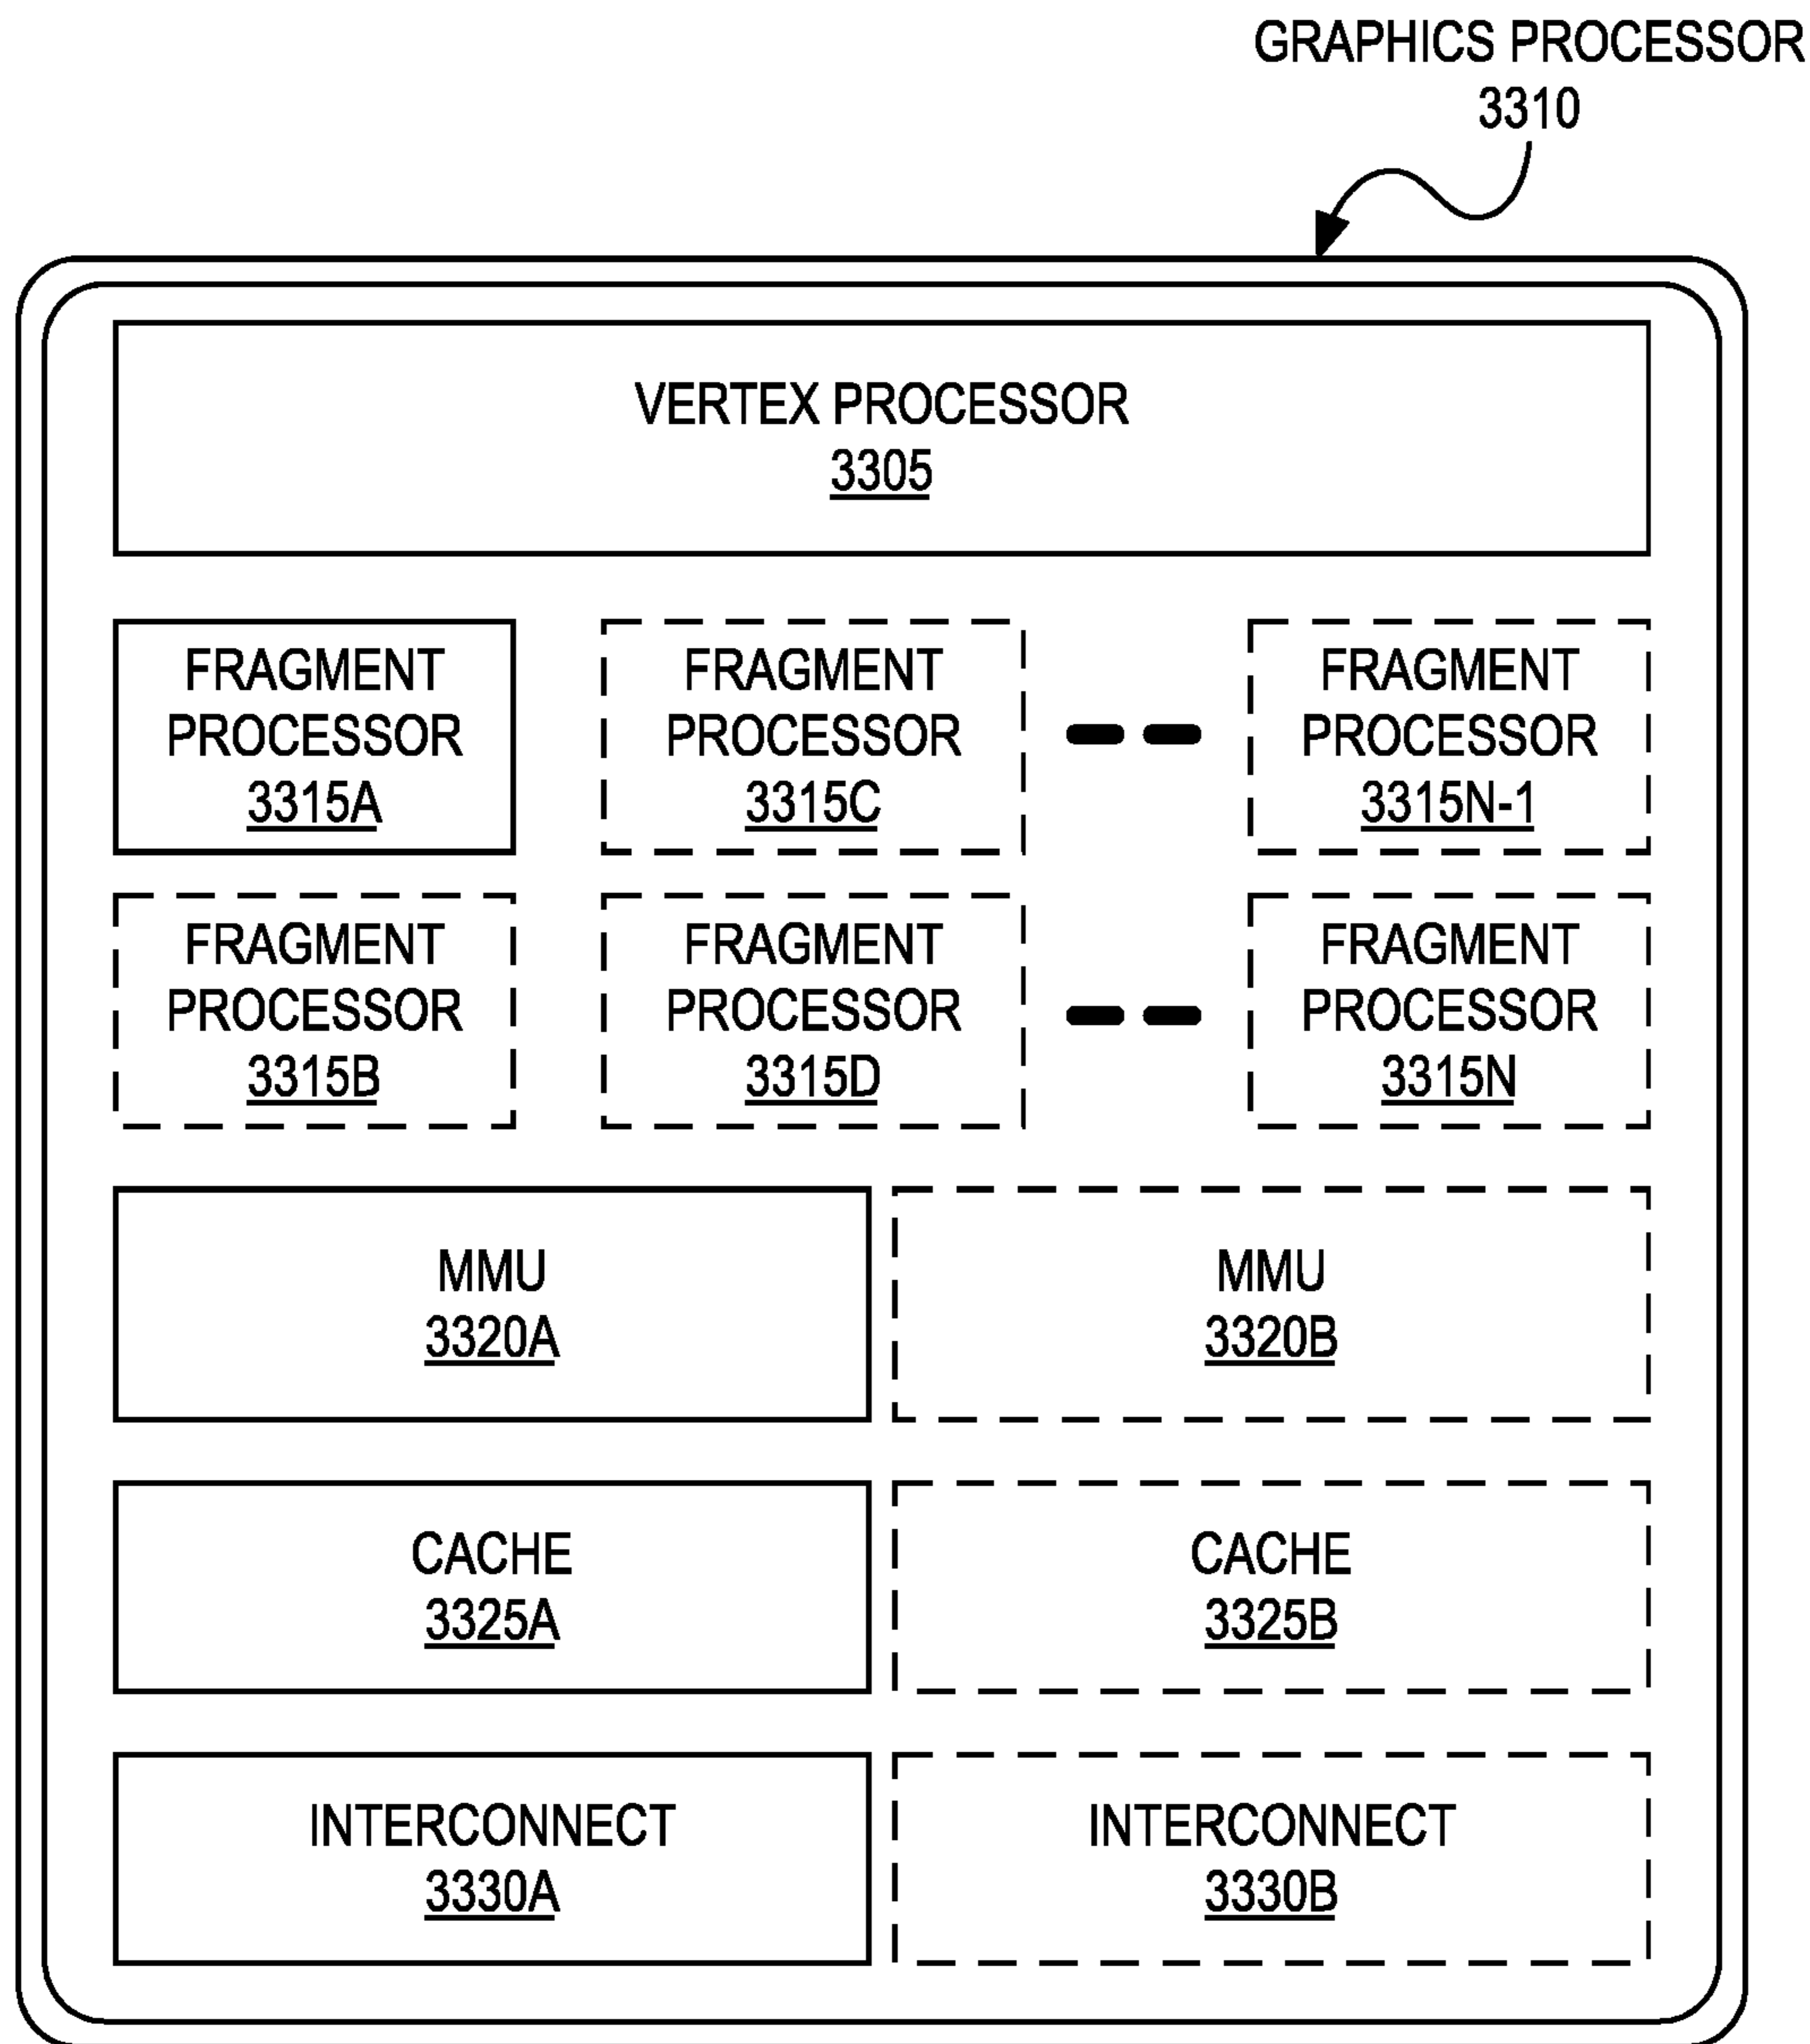 GRAPHICS PROCESSOR
3310
VERTEX PROCESSOR
3305
FRAGMENT
PROCESSOR
3315A
FRAGMENT
PROCESSOR
3315C
FRAGMENT
PROCESSOR
3315N-1
FRAGMENT
PROCESSOR
3315B
FRAGMENT
PROCESSOR
3315D
FRAGMENT
PROCESSOR
3315N
MMU
3320A
MMU
3320B
CACHE
3325A
CACHE
3325B
INTERCONNECT
3330A
INTERCONNECT
3330B